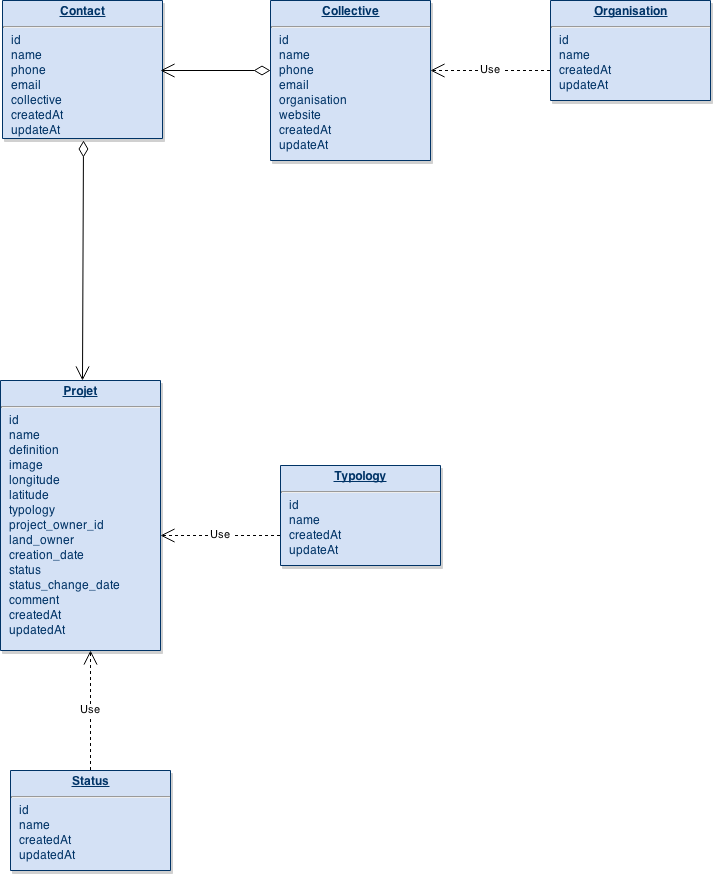 Contact
id
name
phone
email
collective
createdAt
updateAt
Collective
id
name
phone
email
organisation
website
createdAt
updateAt
Use
Organisation
id
name
createdAt
updateAt
Projet
id
name
definition
image
longitude
latitude
typology
project_owner_id
land_owner
creation_date
status
status_change_date
comment
createdAt
updatedAt
Use
Typology
id
name
createdAt
updateAt
Use
Status
id
name
createdAt
updatedAt